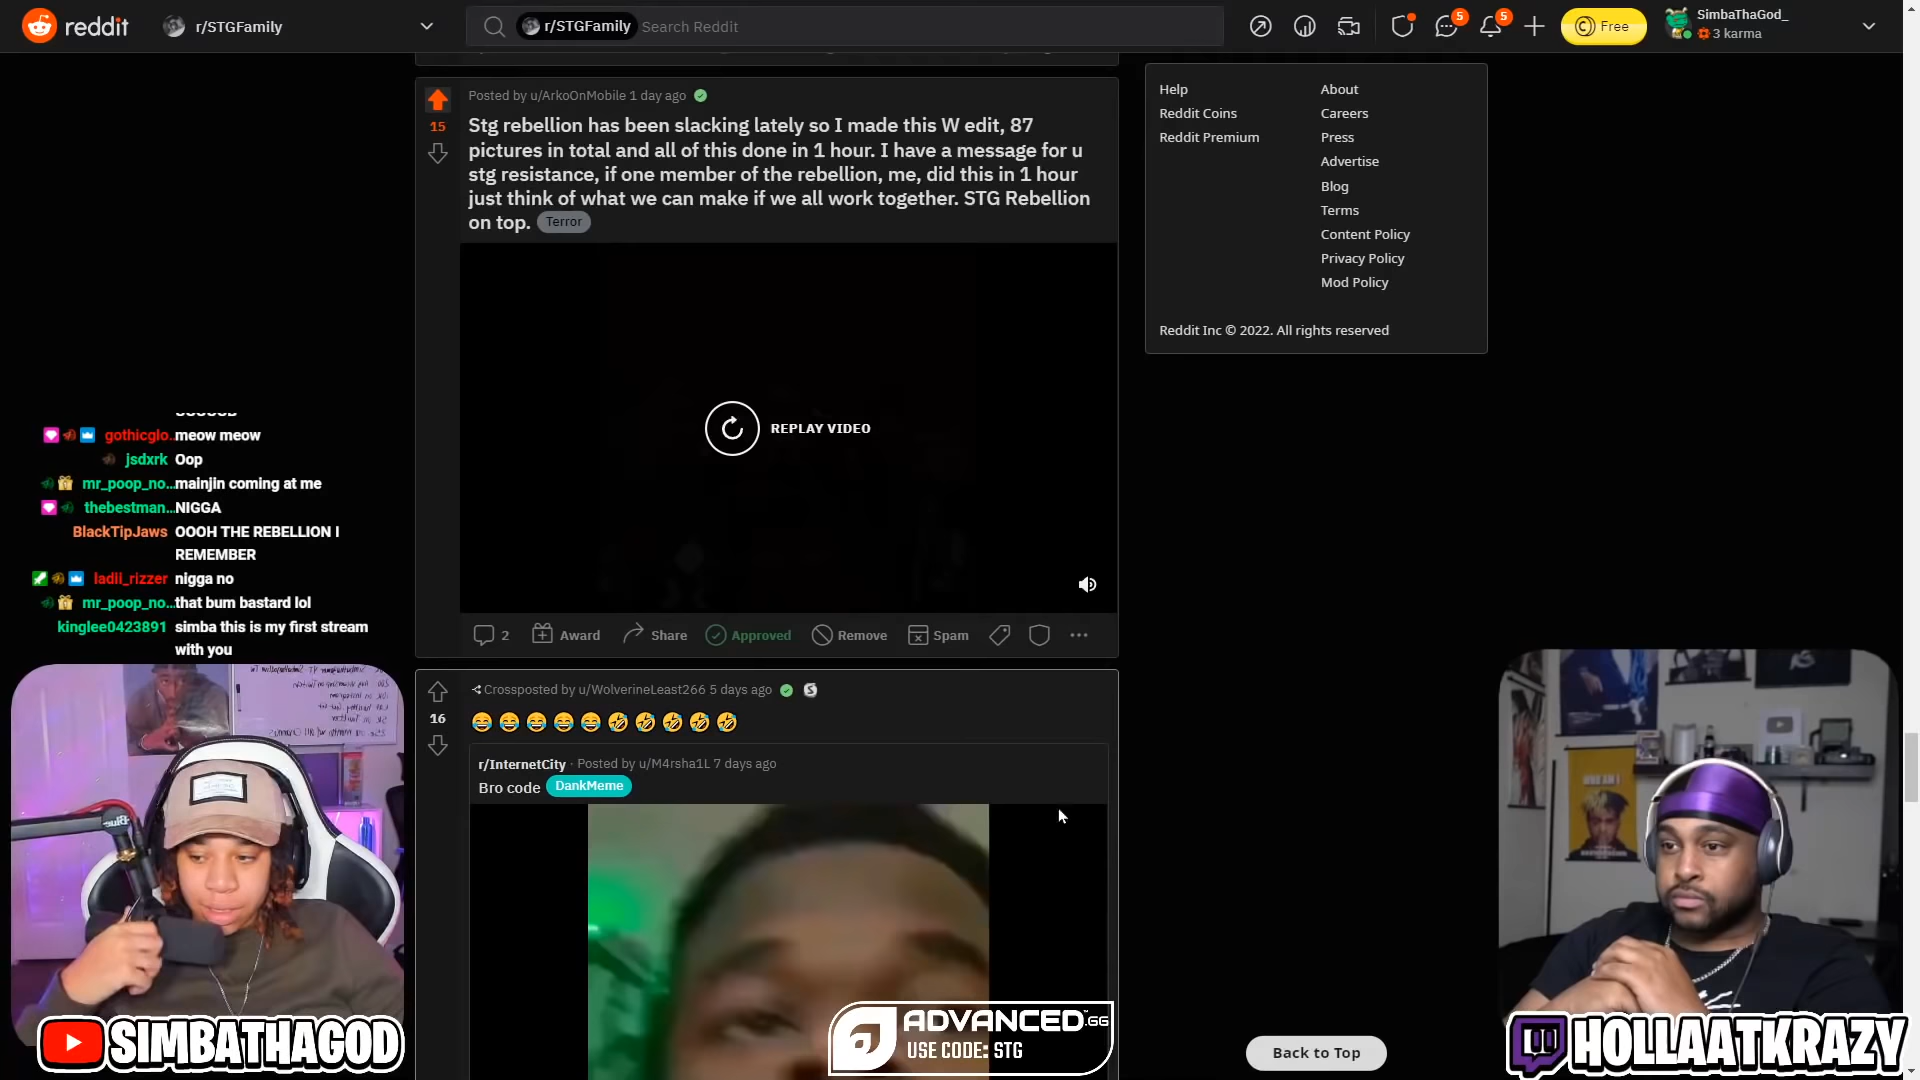 reddit
r/STGFamily
r/STGFamily Search Reddit
5
5
Free
SimbaThaGod_
3 karma
Posted by u/ArkoOnMobile 1 day ago
15
Stg rebellion has been slacking lately so I made this W edit, 87
pictures in total and all of this done in 1 hour. I have a message for u
stg resistance, if one member of the rebellion, me, did this in 1 hour
just think of what we can make if we all work together. STG Rebellion
on top. Terror
REPLAY VIDEO
2 Award Share Approved Remove Spam
Help
Reddit Coins
Reddit Premium
About
Careers
Press
Advertise
Blog
Terms
Content Policy
Privacy Policy
Mod Policy
Reddit Inc © 2022. All rights reserved
gothicglo.. meow meow
jsdxrk Oop
mr_poop_no... mainjin coming at me
thebestman... NIGGA
BlackTipJaws OOOH THE REBELLION I
REMEMBER
ladli_rizzer nigga no
mr_poop_no... that bum bastard lol
kinglee0423891 simba this is my first stream
with you
Crossposted by u/WolverineLeast266 5 days ago
16
😂😂😂😂😂🤣🤣🤣🤣🤣
r/InternetCity · Posted by u/M4rsha1L 7 days ago
Bro code DankMeme
ADVANCED.GG
USE CODE: STG
Back to Top
SIMBATHAGOD
HOLLAATKRAZY